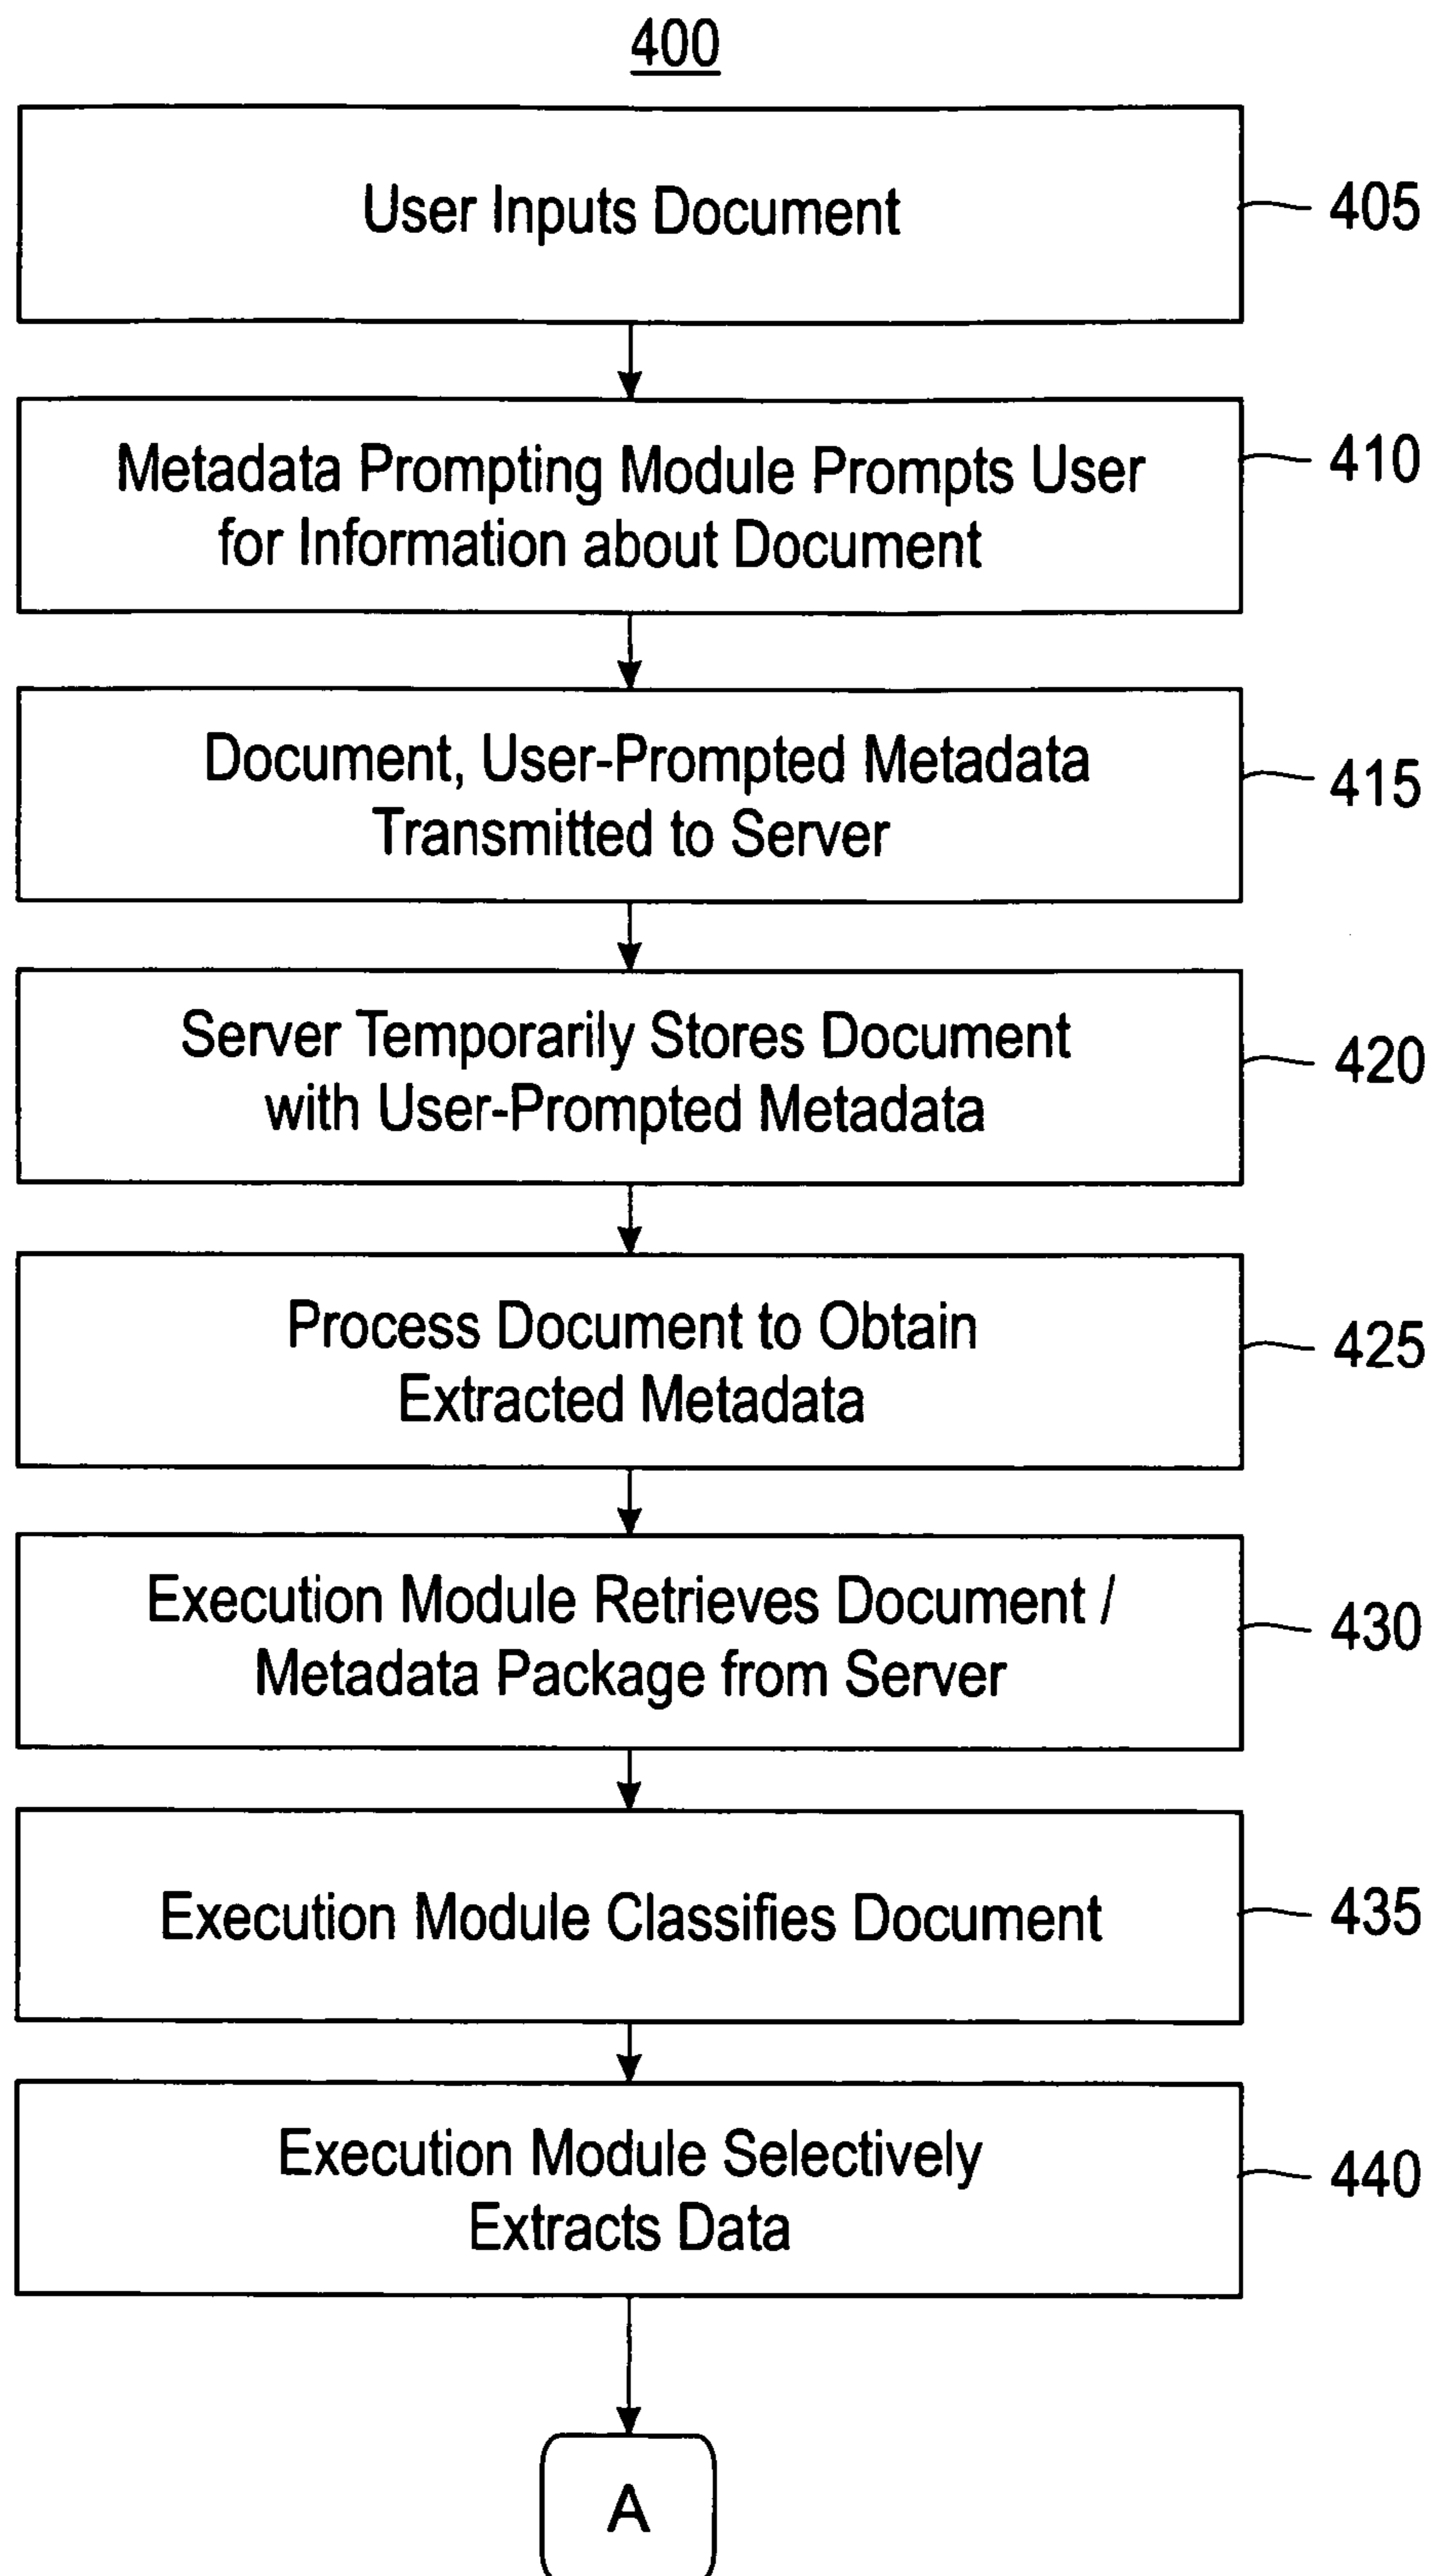 400
User Inputs Document
405
Metadata Prompting Module Prompts User
for Information about Document
410
Document, User-Prompted Metadata
Transmitted to Server
415
Server Temporarily Stores Document
with User-Prompted Metadata
420
Process Document to Obtain
Extracted Metadata
425
Execution Module Retrieves Document /
Metadata Package from Server
430
Execution Module Classifies Document
435
Execution Module Selectively
Extracts Data
440
A